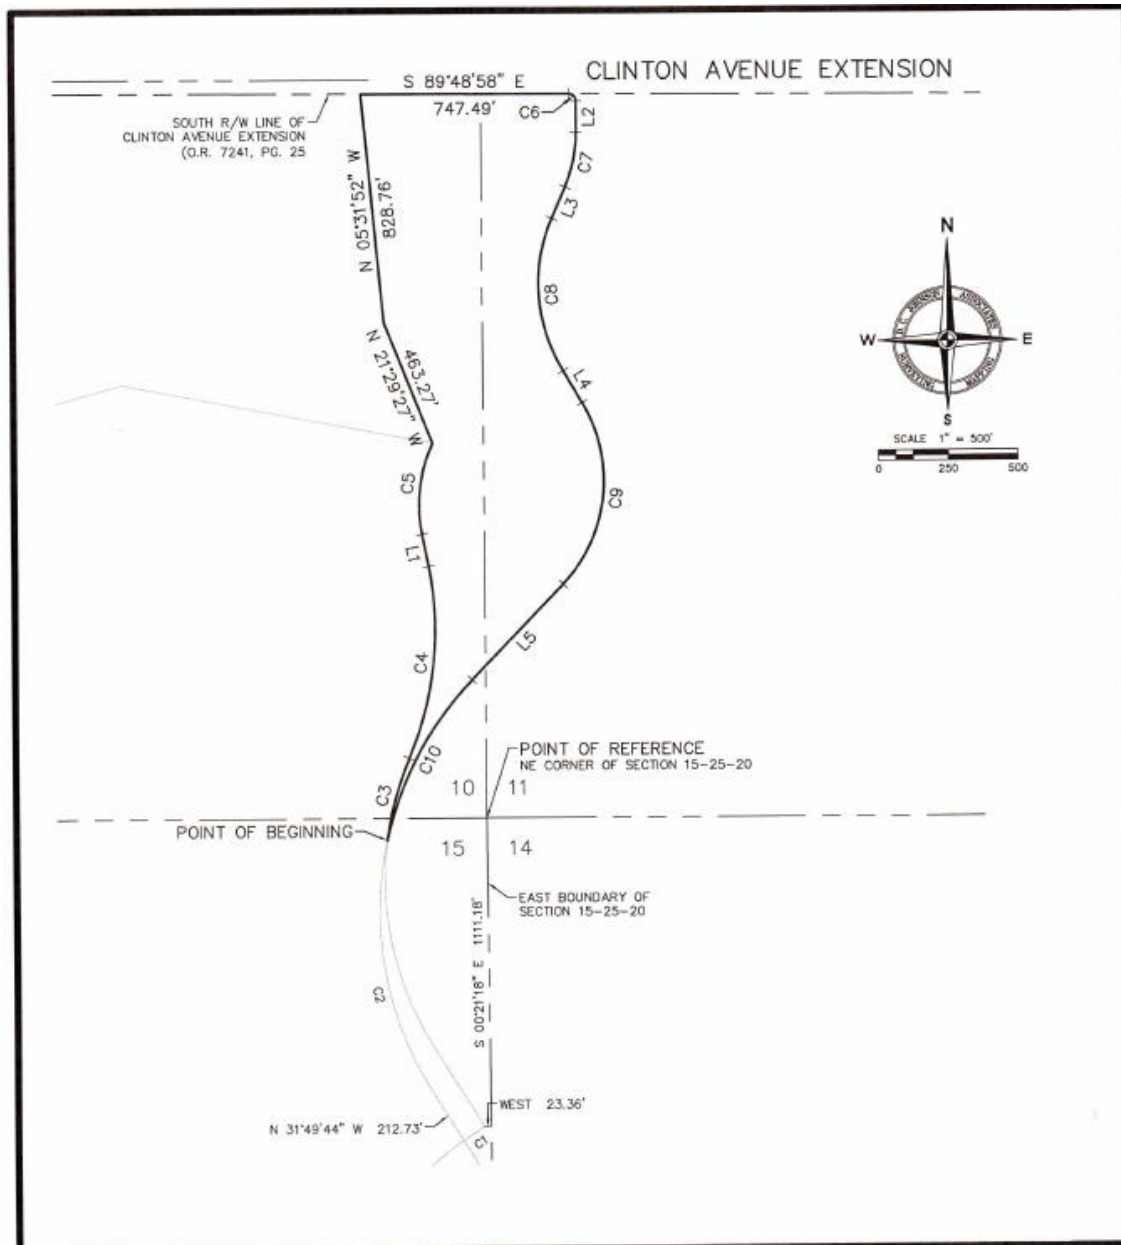 CLINTON AVENUE EXTENSION
S 89°48'58" E
747.49'
C6
L2
SOUTH R/W LINE OF
CLINTON AVENUE EXTENSION
(O.R. 7241, PG. 25
C7
N 05°31'52" W
828.76'
L3
N
C8
W
E
S
463.27'
N 21°29'27" W
L4
SCALE 1" = 500'
0 250 500
C5
C9
L1
L5
C4
C10
POINT OF REFERENCE
NE CORNER OF SECTION 15-25-20
10 11
C3
POINT OF BEGINNING
15 14
EAST BOUNDARY OF
SECTION 15-25-20
S 00°21'18" E 1111.18'
C2
WEST 23.36'
N 31°49'44" W 212.73'
C1